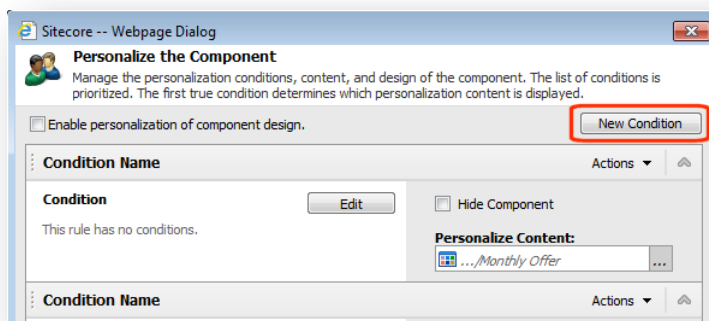 Sitecore -- Webpage Dialog
Personalize the Component
Manage the personalization conditions, content, and design of the component. The list of conditions is
prioritized. The first true condition determines which personalization content is displayed.
Enable personalization of component design.
New Condition
Condition Name
Actions
Condition
Edit
Hide Component
This rule has no conditions.
Personalize Content:
.../Monthly Offer
...
Condition Name
Actions